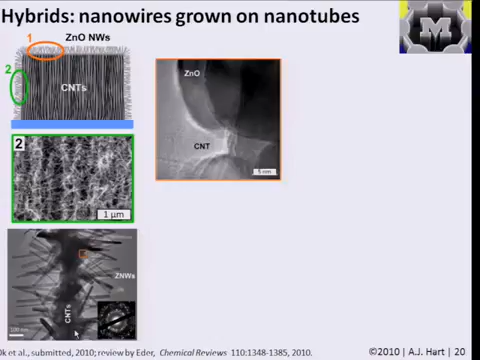 Hybrids: nanowires grown on nanotubes
M
1
ZnO NWs
2
CNTs
ZnO
CNT
5 nm
2
1 µm
ZNWs
CNTs
100 nm
Ok et al., submitted, 2010; review by Eder, Chemical Reviews 110:1348-1385, 2010.
©2010 | A.J. Hart | 20